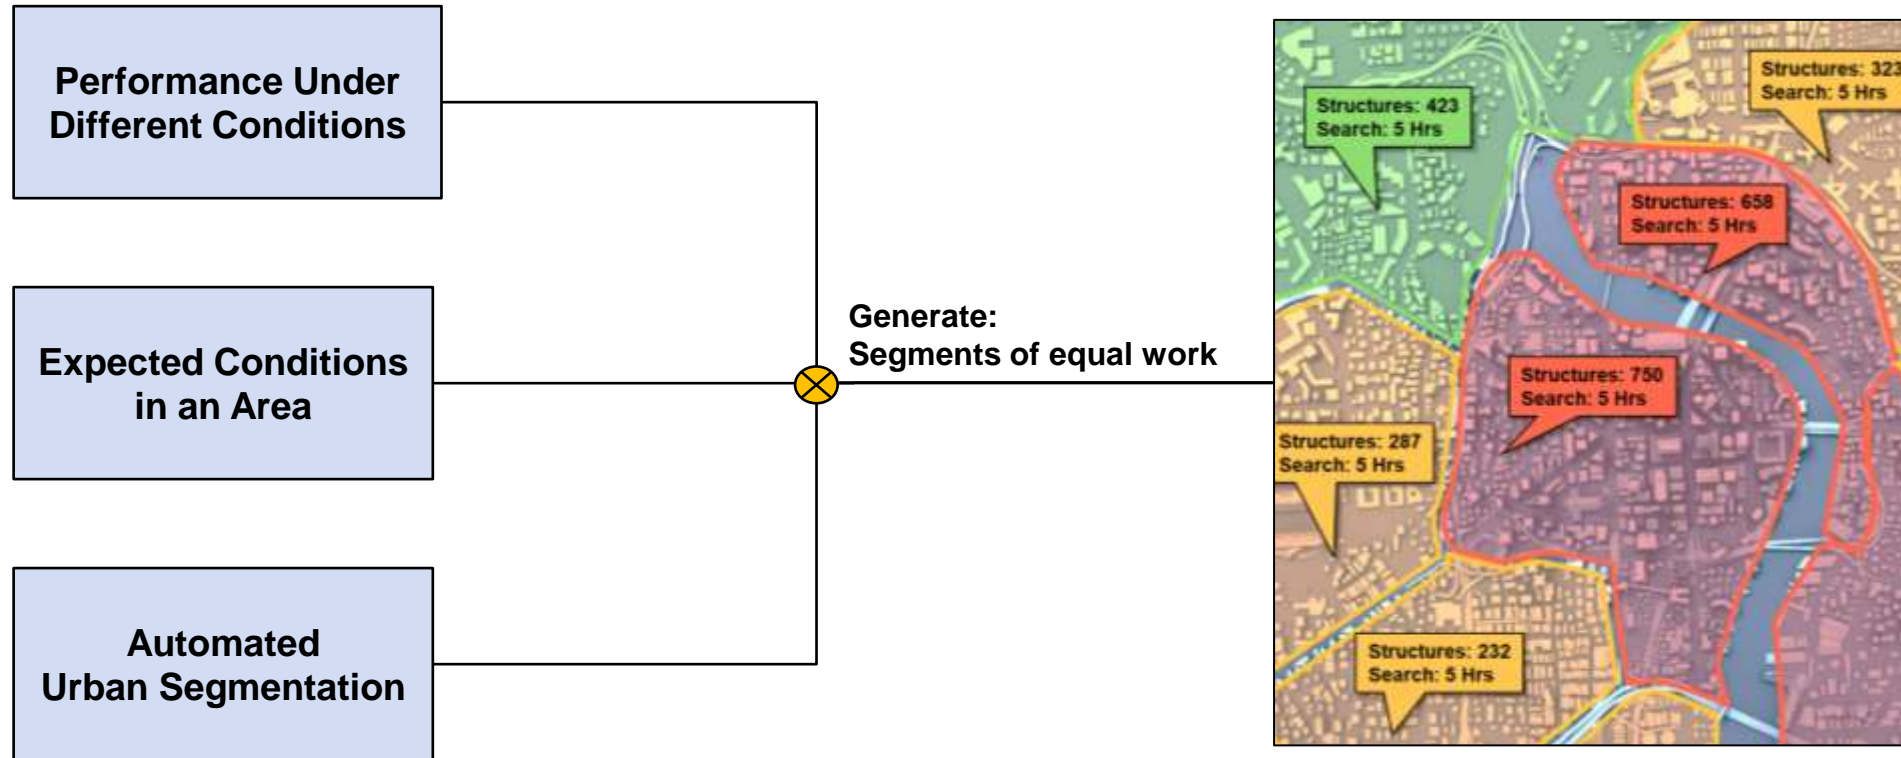 Performance Under
Different Conditions
Expected Conditions
in an Area
Automated
Urban Segmentation
Generate:
Segments of equal work
Structures: 423
Search: 5 Hrs
Structures: 323
Search: 5 Hrs
Structures: 658
Search: 5 Hrs
Structures: 750
Search: 5 Hrs
Structures: 287
Search: 5 Hrs
Structures: 232
Search: 5 Hrs